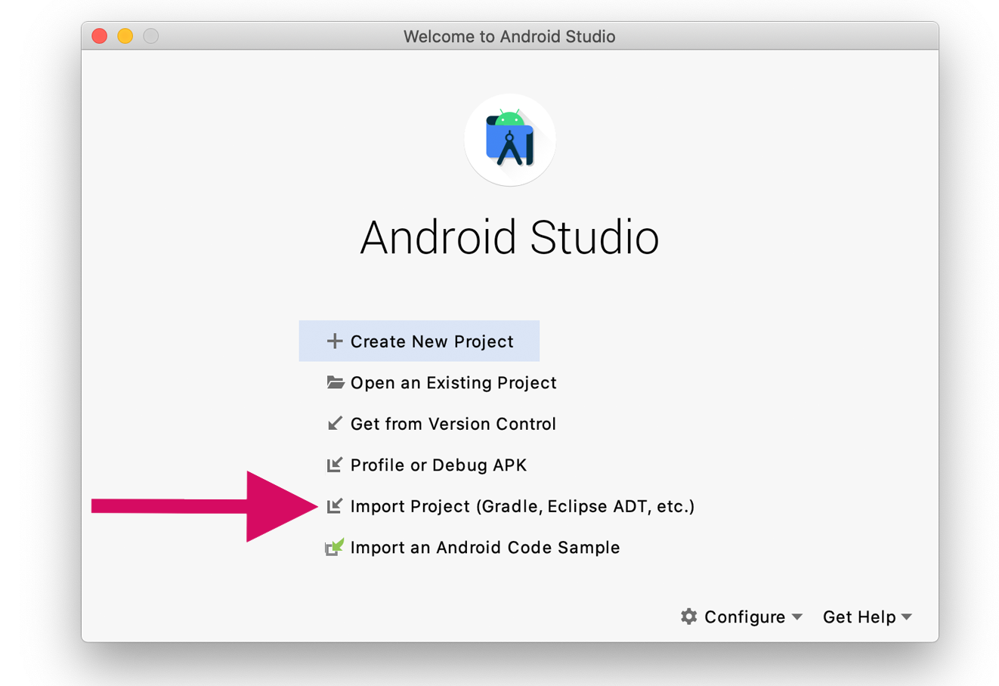 Welcome to Android Studio
Android Studio
Create New Project
Open an Existing Project
Get from Version Control
Profile or Debug APK
Import Project (Gradle, Eclipse ADT, etc.)
Import an Android Code Sample
Configure Get Help